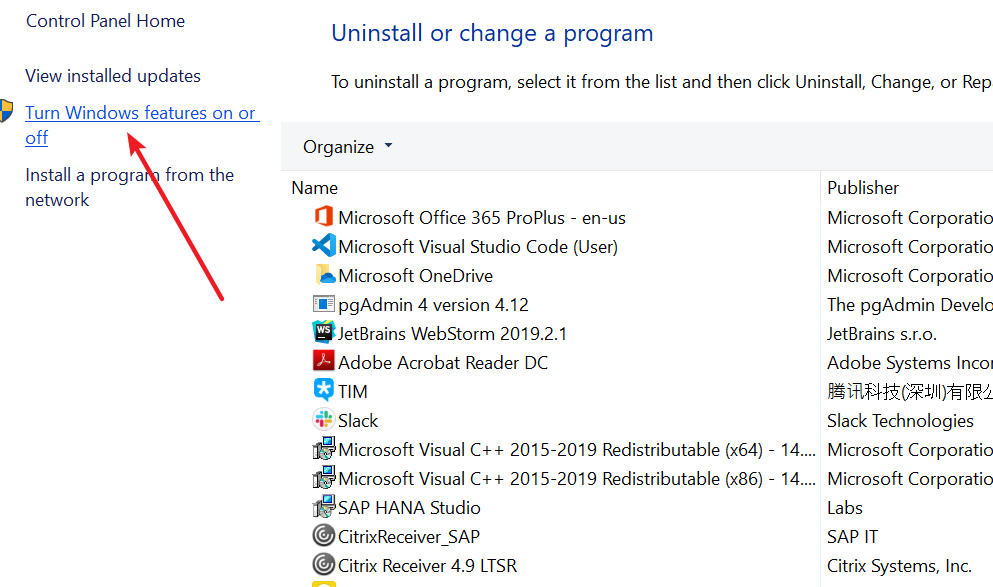 Control Panel Home
View installed updates
Turn Windows features on or
off
Install a program from the
network
Uninstall or change a program
To uninstall a program, select it from the list and then click Uninstall, Change, or Rep
Organize
Name Publisher
Microsoft Office 365 ProPlus - en-us Microsoft Corporatio
Microsoft Visual Studio Code (User) Microsoft Corporatio
Microsoft OneDrive Microsoft Corporatio
pgAdmin 4 version 4.12 The pgAdmin Develo
WS JetBrains WebStorm 2019.2.1 JetBrains s.r.o.
Adobe Acrobat Reader DC Adobe Systems Incor
TIM 腾讯科技(深圳)有限公
Slack Slack Technologies
Microsoft Visual C++ 2015-2019 Redistributable (x64) - 14.... Microsoft Corporatio
Microsoft Visual C++ 2015-2019 Redistributable (x86) - 14.... Microsoft Corporatio
SAP HANA Studio Labs
CitrixReceiver_SAP SAP IT
Citrix Receiver 4.9 LTSR Citrix Systems, Inc.